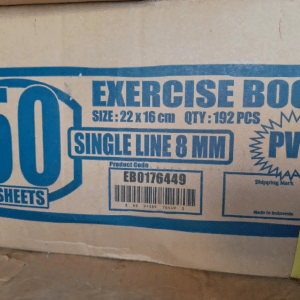 EXERCISE BOO
SIZE : 22 x 16 cm QTY : 192 PCS
50
SHEETS
SINGLE LINE 8 MM
PV
Product Code
EB0176449
Shipping Mark
Made in Indonesia